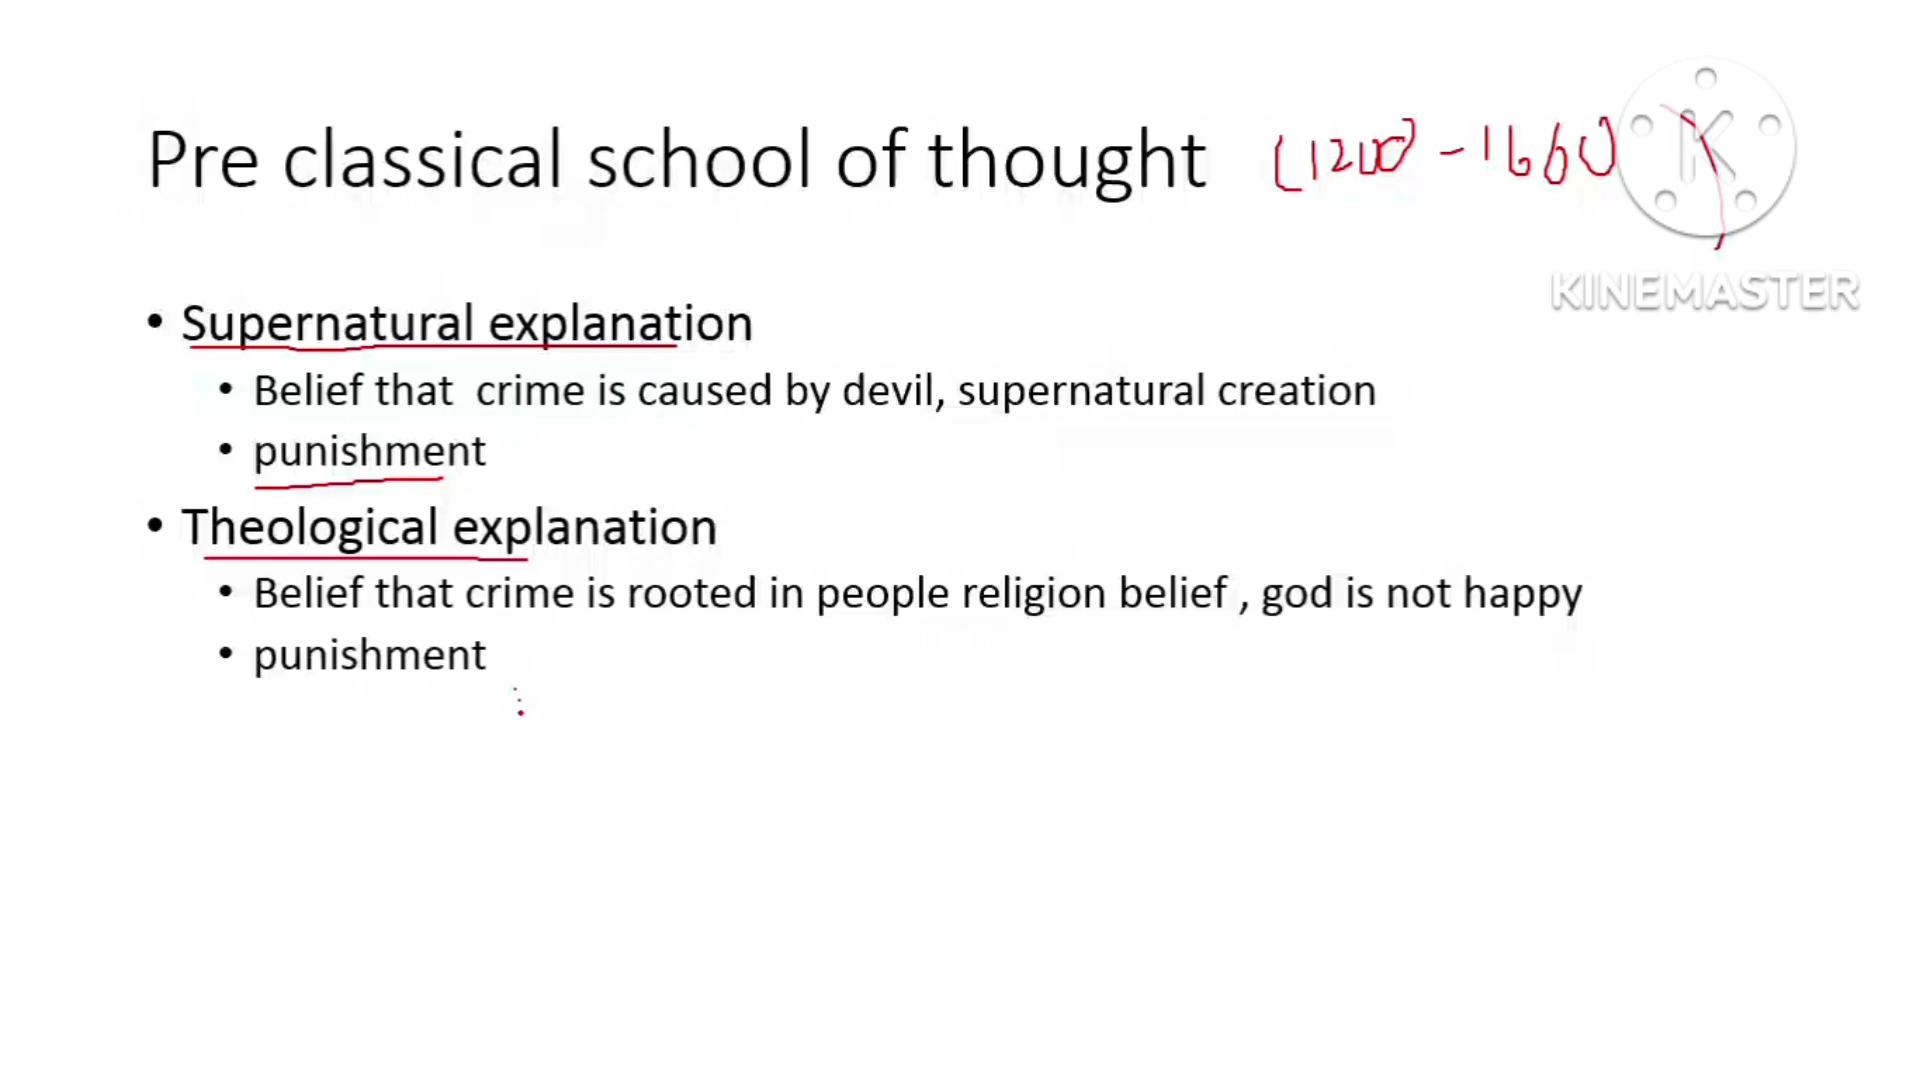 Pre classical school of thought (1200 - 1660)
K
KINEMASTER
• Supernatural explanation
• Belief that crime is caused by devil, supernatural creation
• punishment
• Theological explanation
• Belief that crime is rooted in people religion belief , god is not happy
• punishment